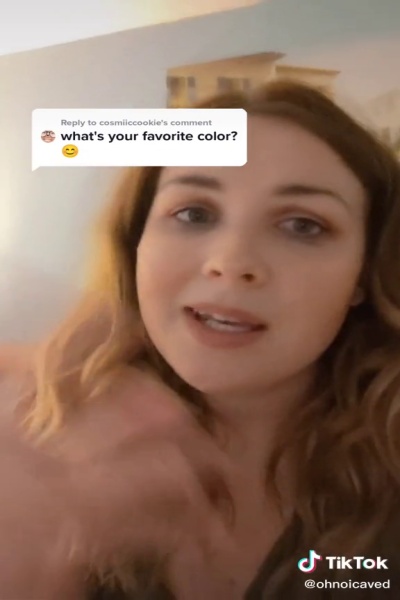 Reply to cosmiiccookie's comment
what's your favorite color?
😊
TikTok
@ohnoicaved